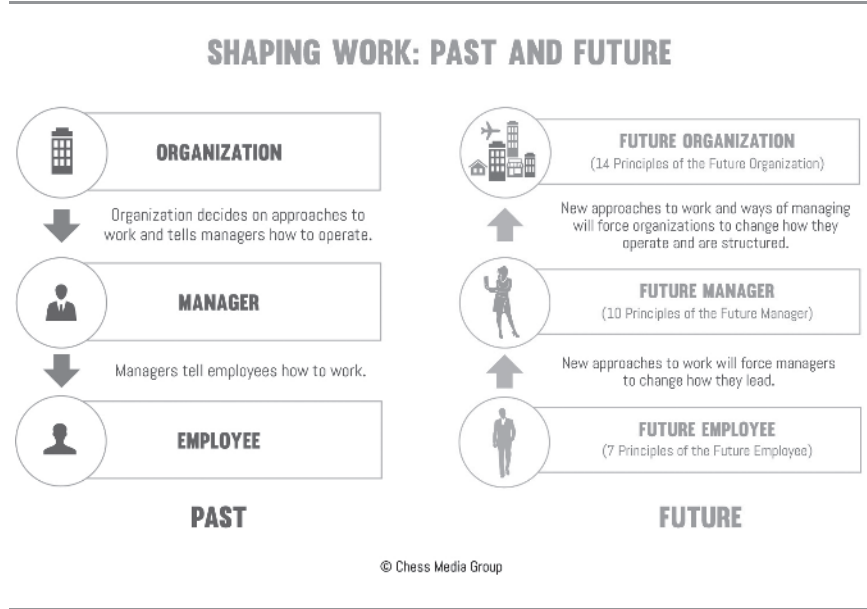 SHAPING WORK: PAST AND FUTURE
ORGANIZATION
Organization decides on approaches to
work and tells managers how to operate.
MANAGER
Managers tell employees how to work.
EMPLOYEE
PAST
FUTURE ORGANIZATION
(14 Principles of the Future Organization)
New approaches to work and ways of managing
will force organizations to change how they
operate and are structured.
FUTURE MANAGER
(10 Principles of the Future Manager)
New approaches to work will force managers
to change how they lead.
FUTURE EMPLOYEE
(7 Principles of the Future Employee)
FUTURE
© Chess Media Group